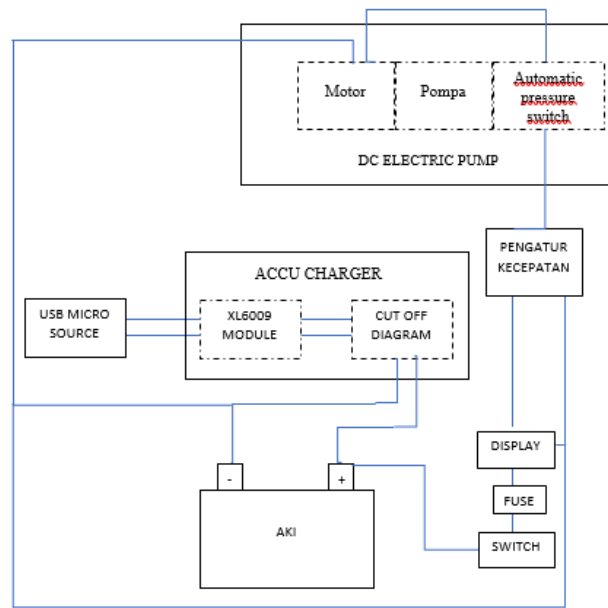 Motor
Pompa
Automatic
pressure
switch
DC ELECTRIC PUMP
PENGATUR
KECEPATAN
ACCU CHARGER
USB MICRO
SOURCE
XL6009
MODULE
CUT OFF
DIAGRAM
DISPLAY
-
+
FUSE
AKI
SWITCH